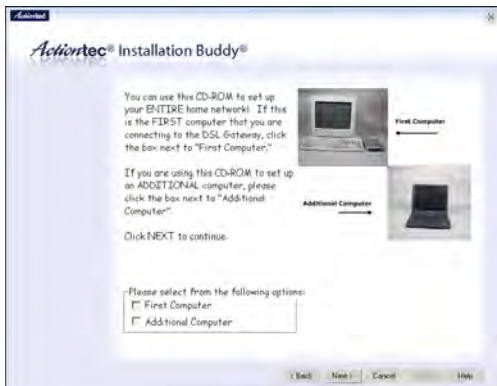 Actiontec
Actiontec® Installation Buddy®
You can use this CD-ROM to set up
your ENTIRE home network! If this
is the FIRST computer that you are
connecting to the DSL Gateway, click
the box next to "First Computer."
First Computer
If you are using this CD-ROM to set up
an ADDITIONAL computer, please
click the box next to "Additional
Computer".
Additional Computer
Click NEXT to continue.
Please select from the following options:
First Computer
Additional Computer
< Back Next > Cancel Help